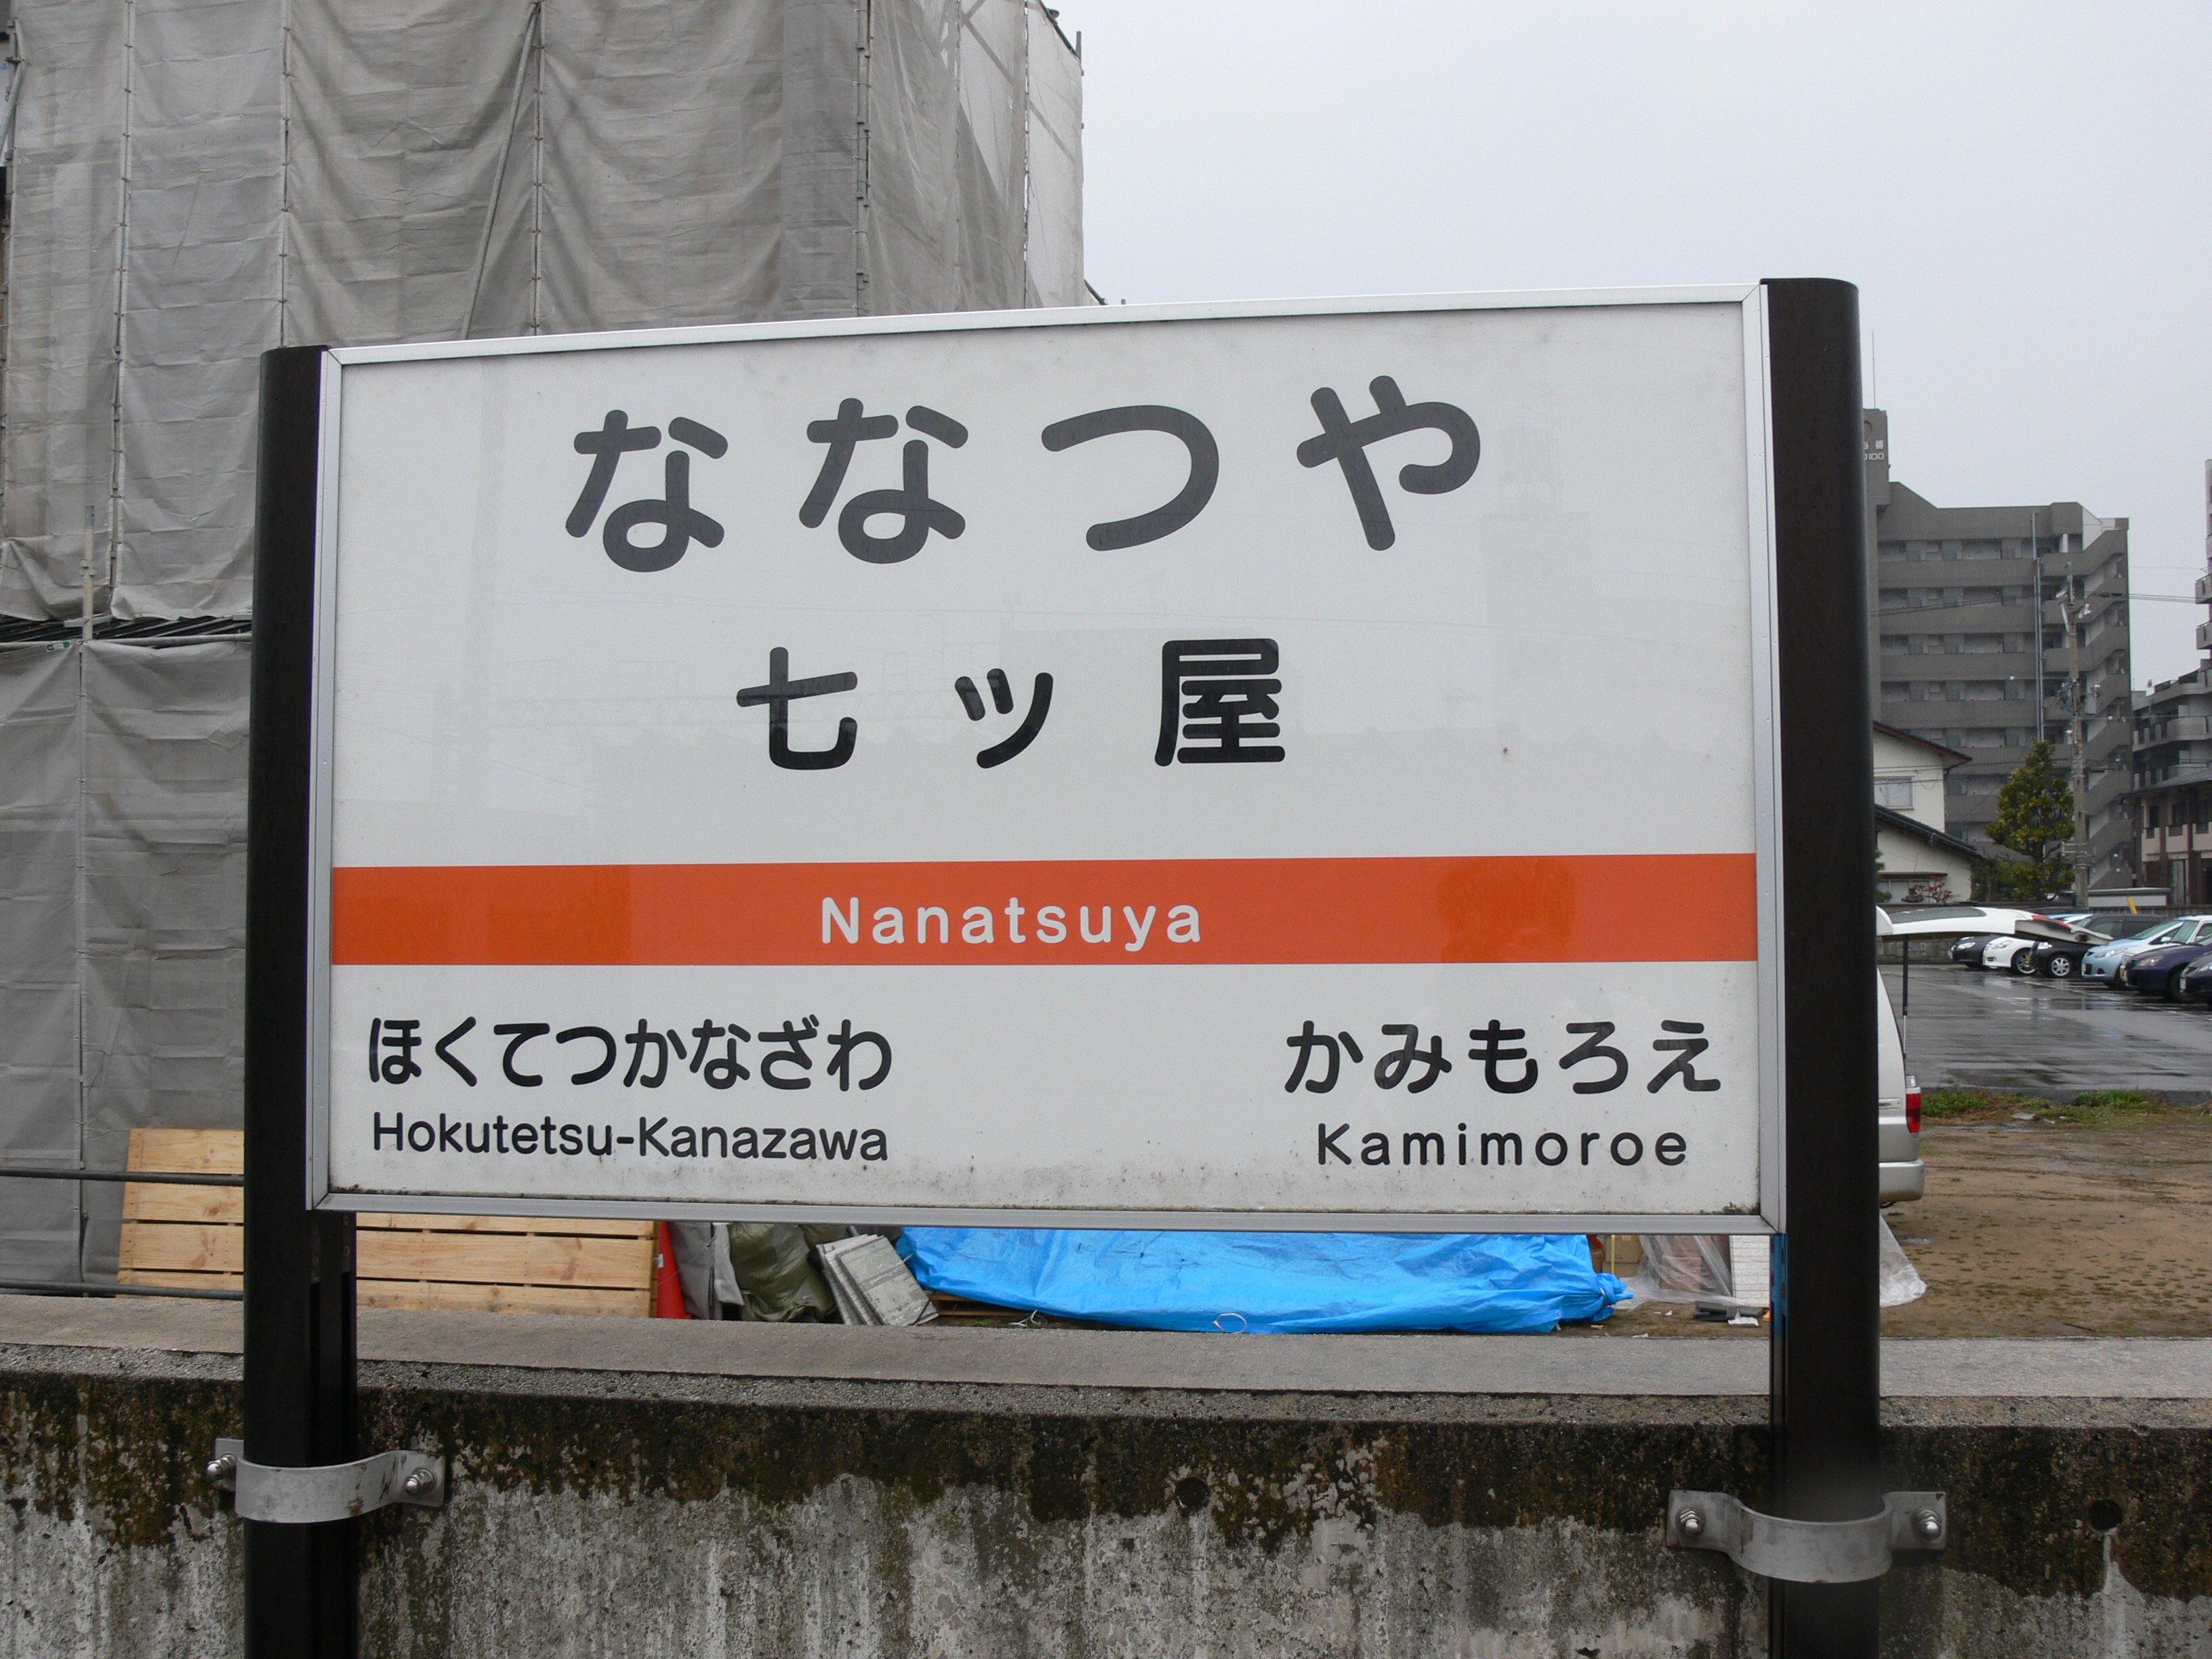 ななつや
七ッ屋
Nanatsuya
ほくてつかなざわ
Hokutetsu-Kanazawa
かみもろえ
Kamimoroe